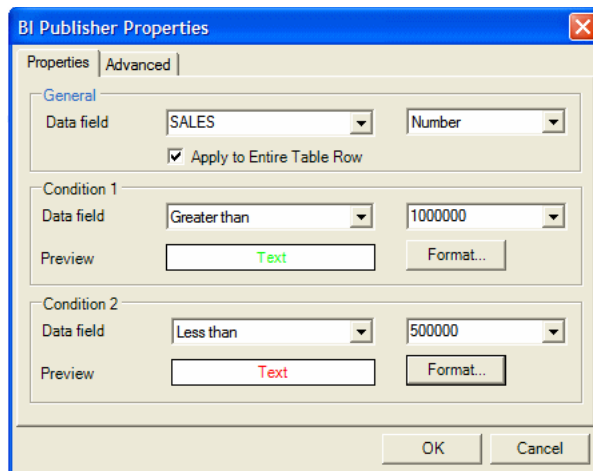 BI Publisher Properties
Properties Advanced
General
Data field SALES Number
Apply to Entire Table Row
Condition 1
Data field Greater than 1000000
Preview Text Format...
Condition 2
Data field Less than 500000
Preview Text Format...
OK Cancel